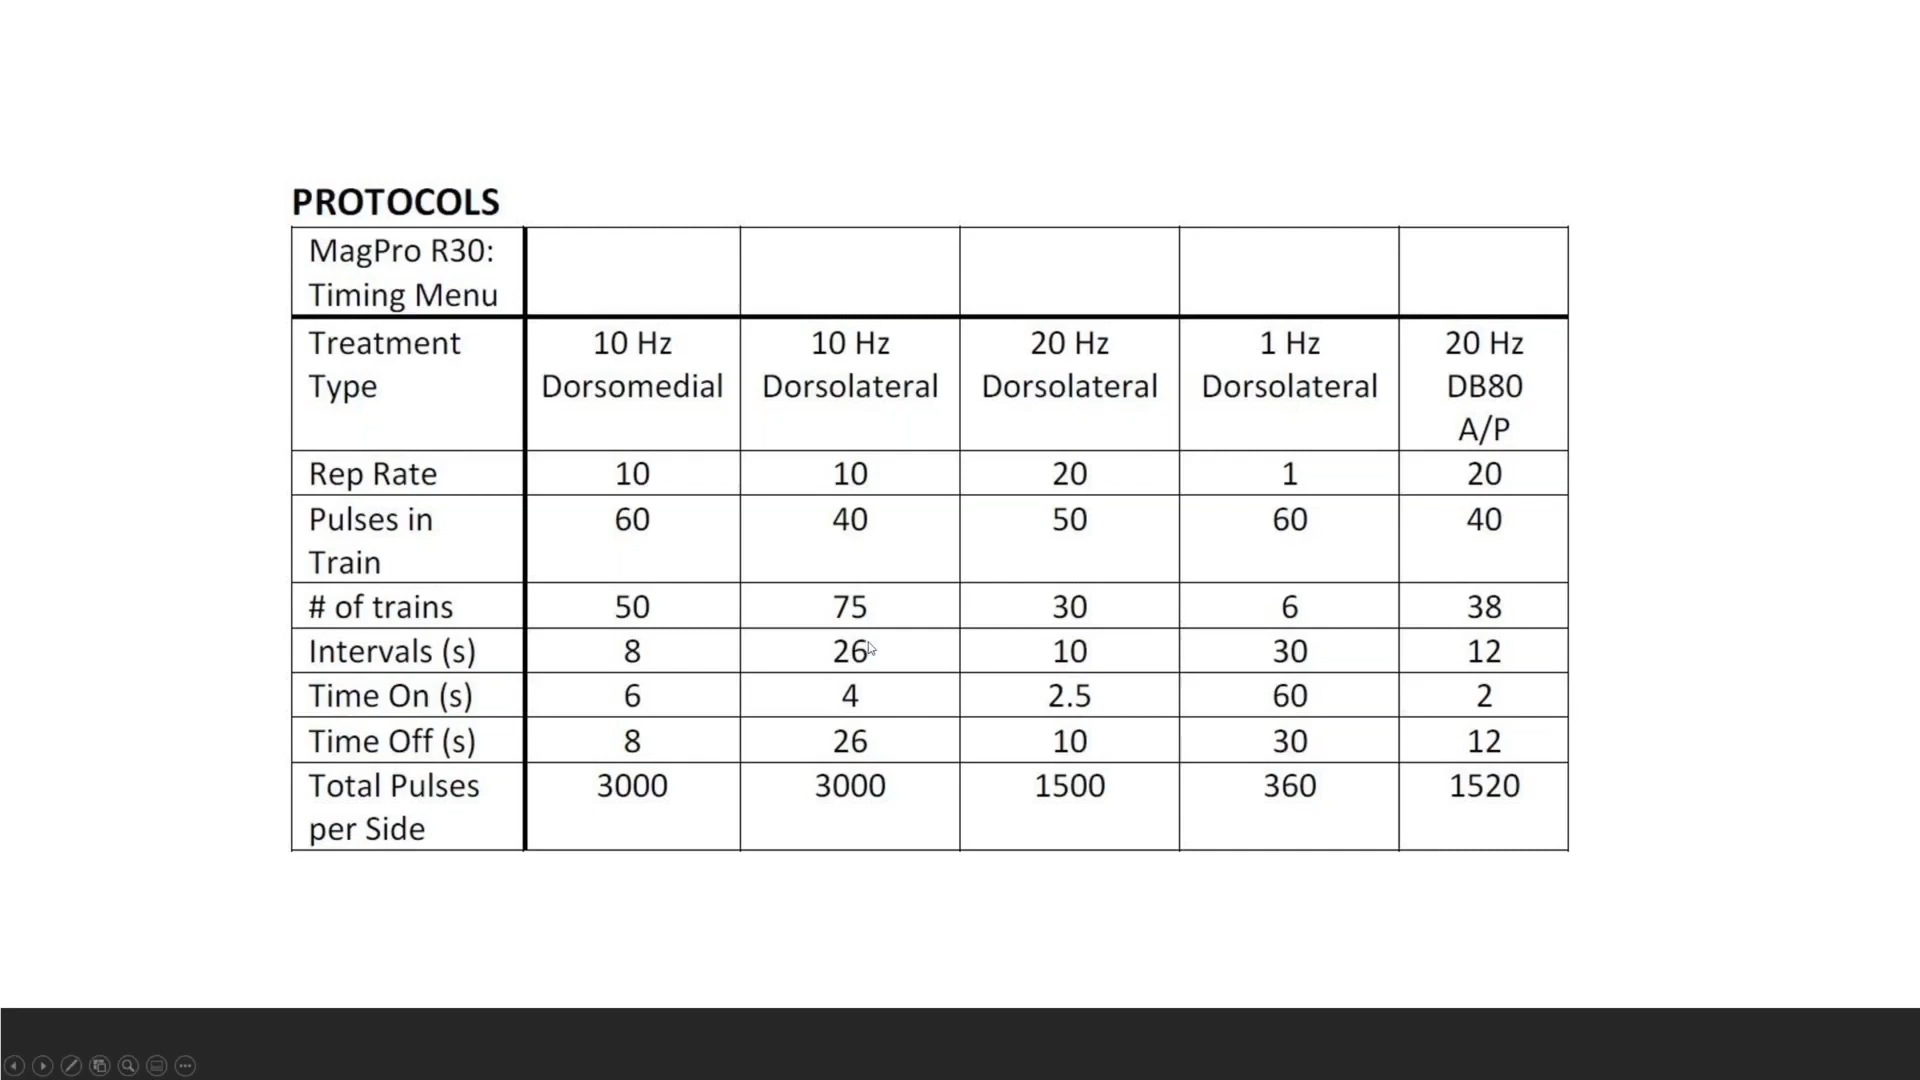 PROTOCOLS
MagPro R30:
Timing Menu
Treatment Type 10 Hz Dorsomedial 10 Hz Dorsolateral 20 Hz Dorsolateral 1 Hz Dorsolateral 20 Hz DB80 A/P
Rep Rate 10 10 20 1 20
Pulses in Train 60 40 50 60 40
# of trains 50 75 30 6 38
Intervals (s) 8 26 10 30 12
Time On (s) 6 4 2.5 60 2
Time Off (s) 8 26 10 30 12
Total Pulses per Side 3000 3000 1500 360 1520